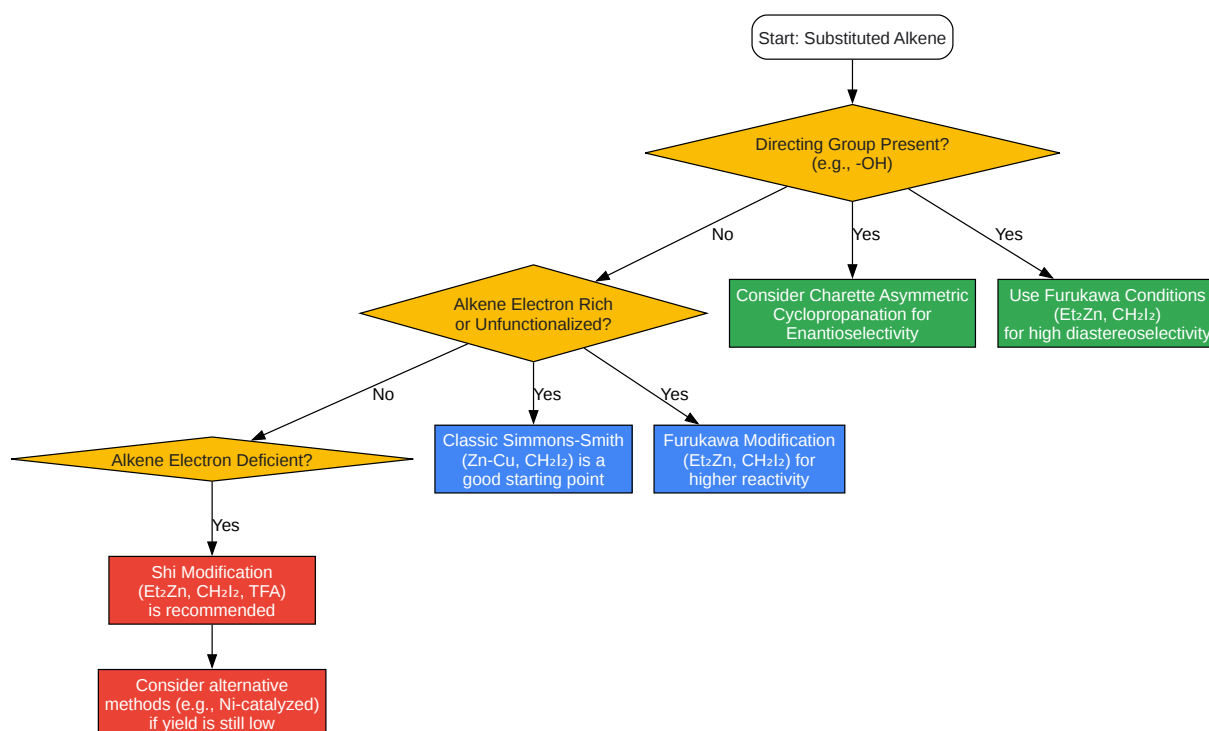 Start: Substituted Alkene
Directing Group Present?
(e.g., -OH)
No
Yes
Yes
Alkene Electron Rich
or Unfunctionalized?
Consider Charette Asymmetric
Cyclopropanation for
Enantioselectivity
Use Furukawa Conditions
(Et₂Zn, CH₂I₂)
for high diastereoselectivity
No
Yes
Yes
Alkene Electron Deficient?
Classic Simmons-Smith
(Zn-Cu, CH₂I₂) is a
good starting point
Furukawa Modification
(Et₂Zn, CH₂I₂) for
higher reactivity
Yes
Shi Modification
(Et₂Zn, CH₂I₂, TFA)
is recommended
Consider alternative
methods (e.g., Ni-catalyzed)
if yield is still low